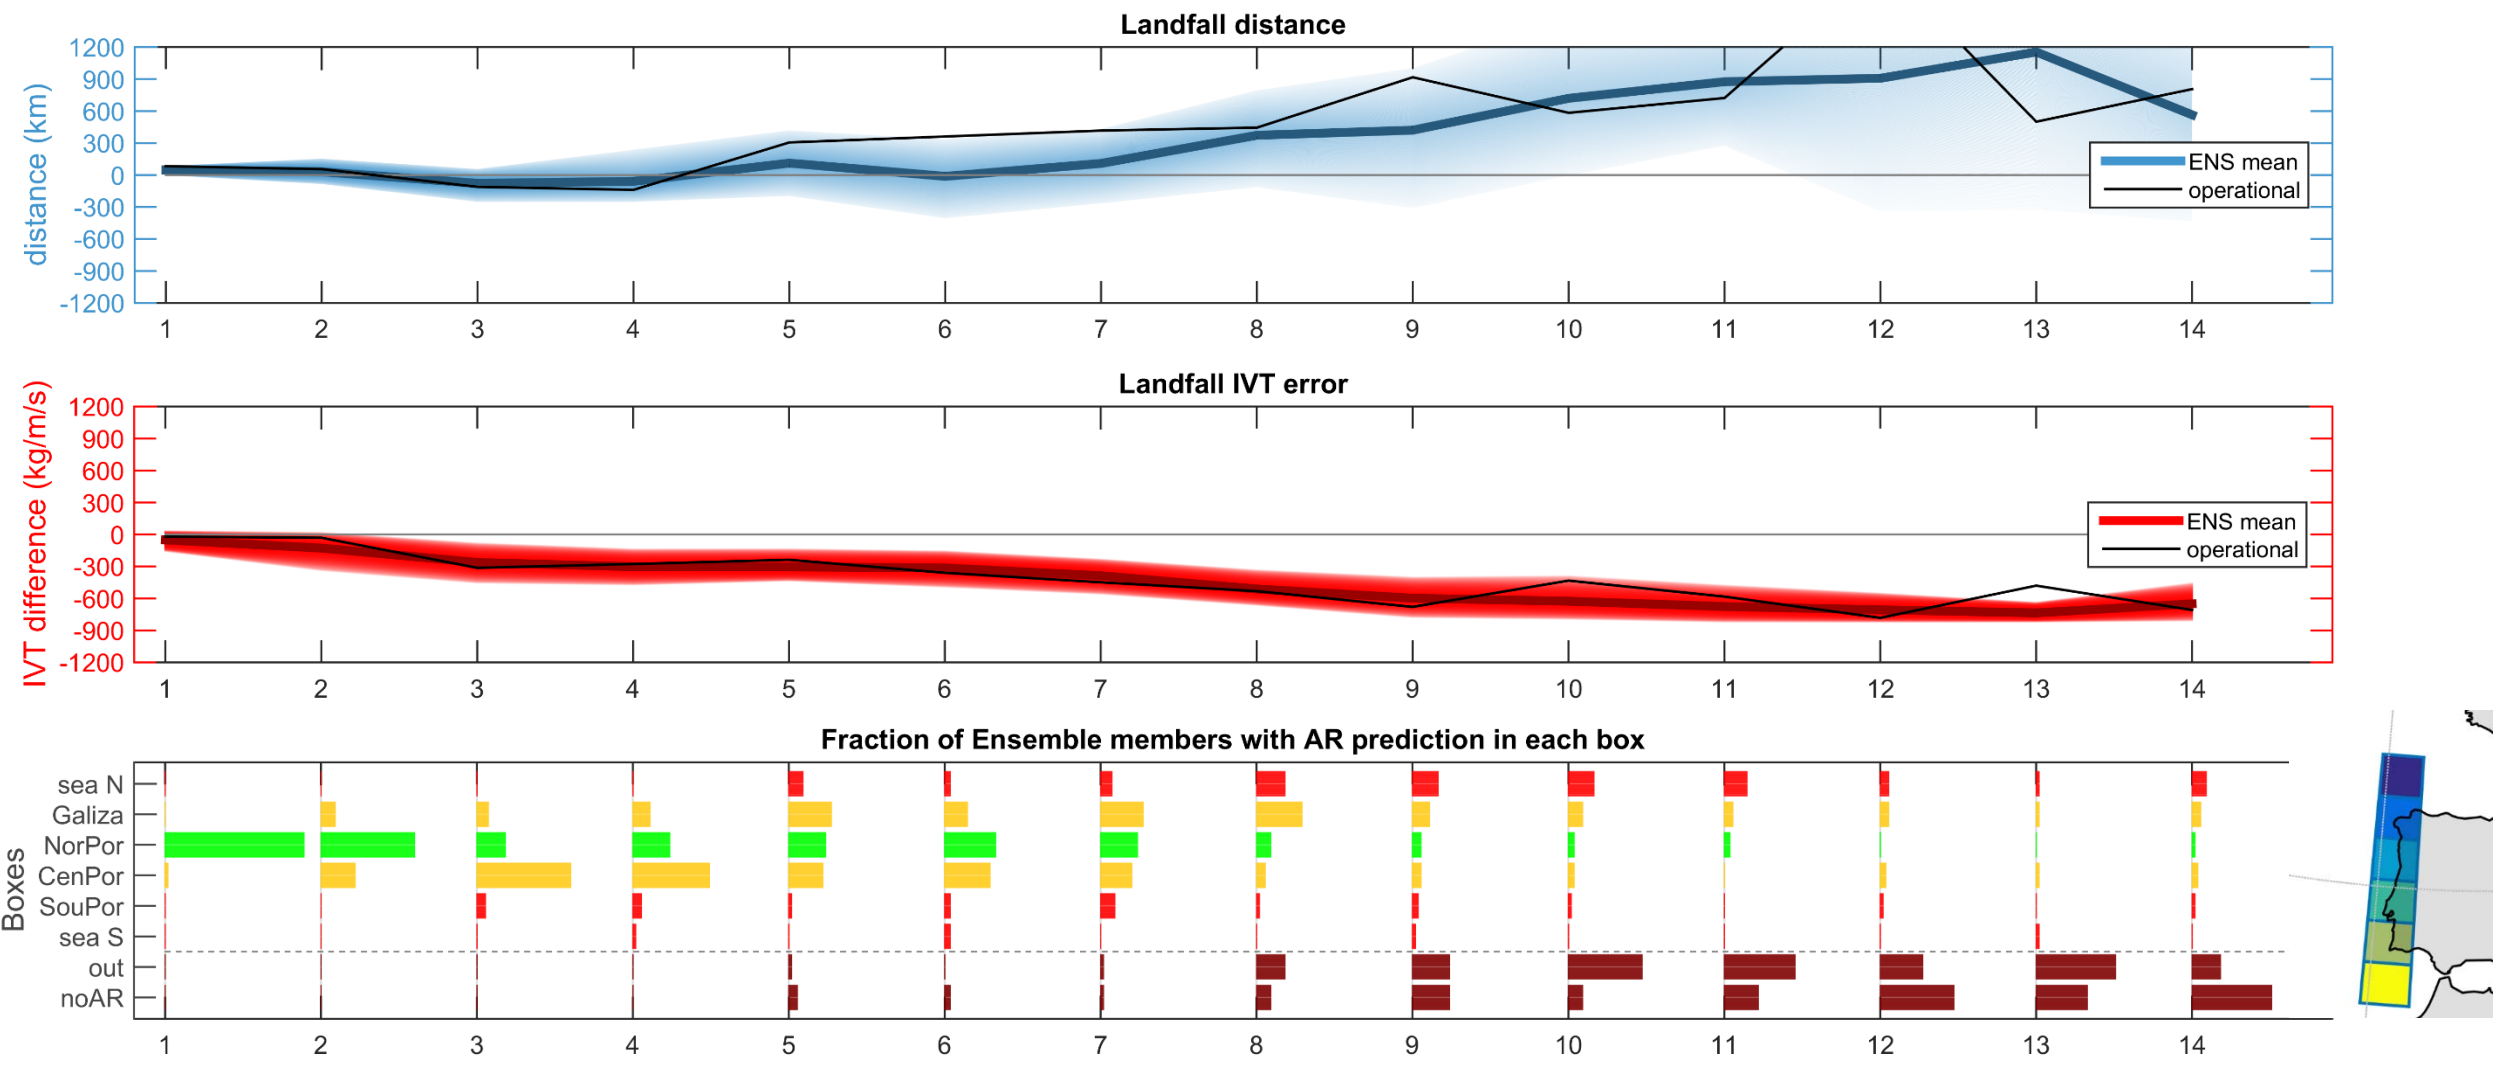 Landfall distance
distance (km)
1200
900
600
300
0
-300
-600
-900
-1200
ENS mean
operational
1 2 3 4 5 6 7 8 9 10 11 12 13 14
Landfall IVT error
IVT difference (kg/m/s)
1200
900
600
300
0
-300
-600
-900
-1200
ENS mean
operational
1 2 3 4 5 6 7 8 9 10 11 12 13 14
Fraction of Ensemble members with AR prediction in each box
Boxes
sea N
Galiza
NorPor
CenPor
SouPor
sea S
out
noAR
1 2 3 4 5 6 7 8 9 10 11 12 13 14